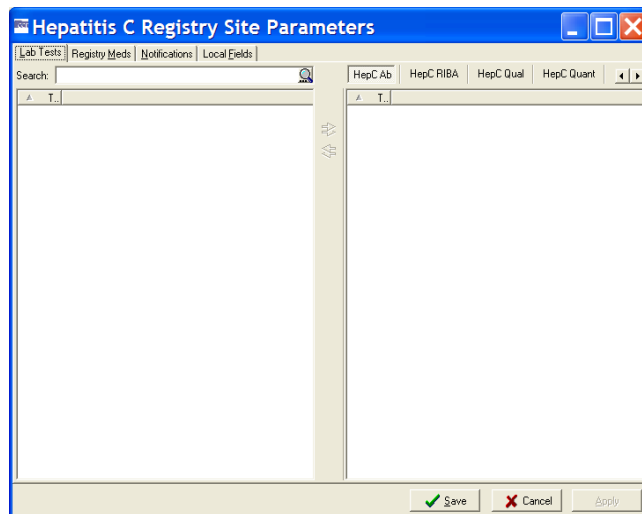 Hepatitis C Registry Site Parameters
Lab Tests Registry Meds Notifications Local Fields
Search: HepC Ab HepC RIBA HepC Qual HepC Quant
T.. T..
Save Cancel Apply